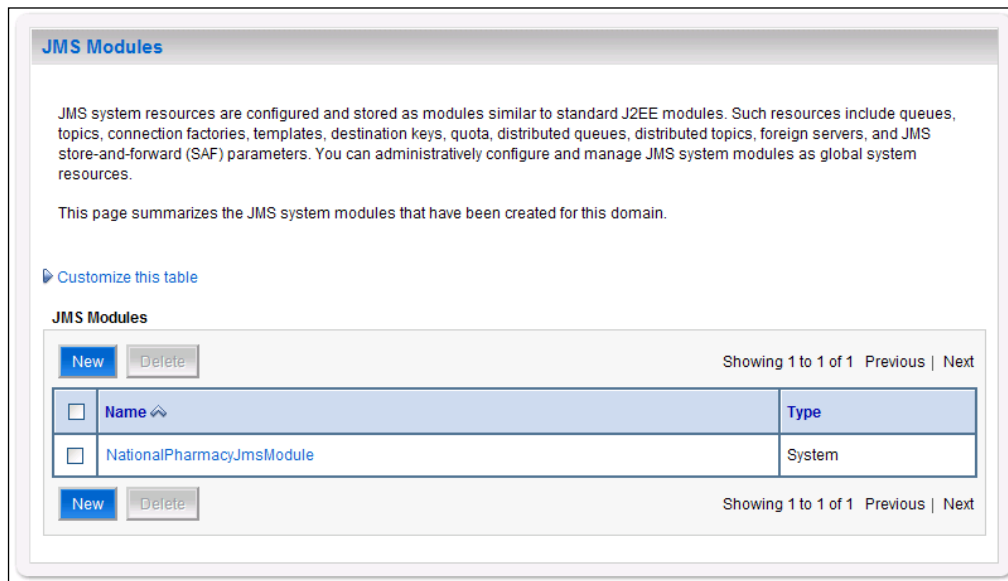 JMS Modules
JMS system resources are configured and stored as modules similar to standard J2EE modules. Such resources include queues,
topics, connection factories, templates, destination keys, quota, distributed queues, distributed topics, foreign servers, and JMS
store-and-forward (SAF) parameters. You can administratively configure and manage JMS system modules as global system
resources.
This page summarizes the JMS system modules that have been created for this domain.
Customize this table
JMS Modules
New Delete Showing 1 to 1 of 1 Previous | Next
Name Type
NationalPharmacyJmsModule System
New Delete Showing 1 to 1 of 1 Previous | Next